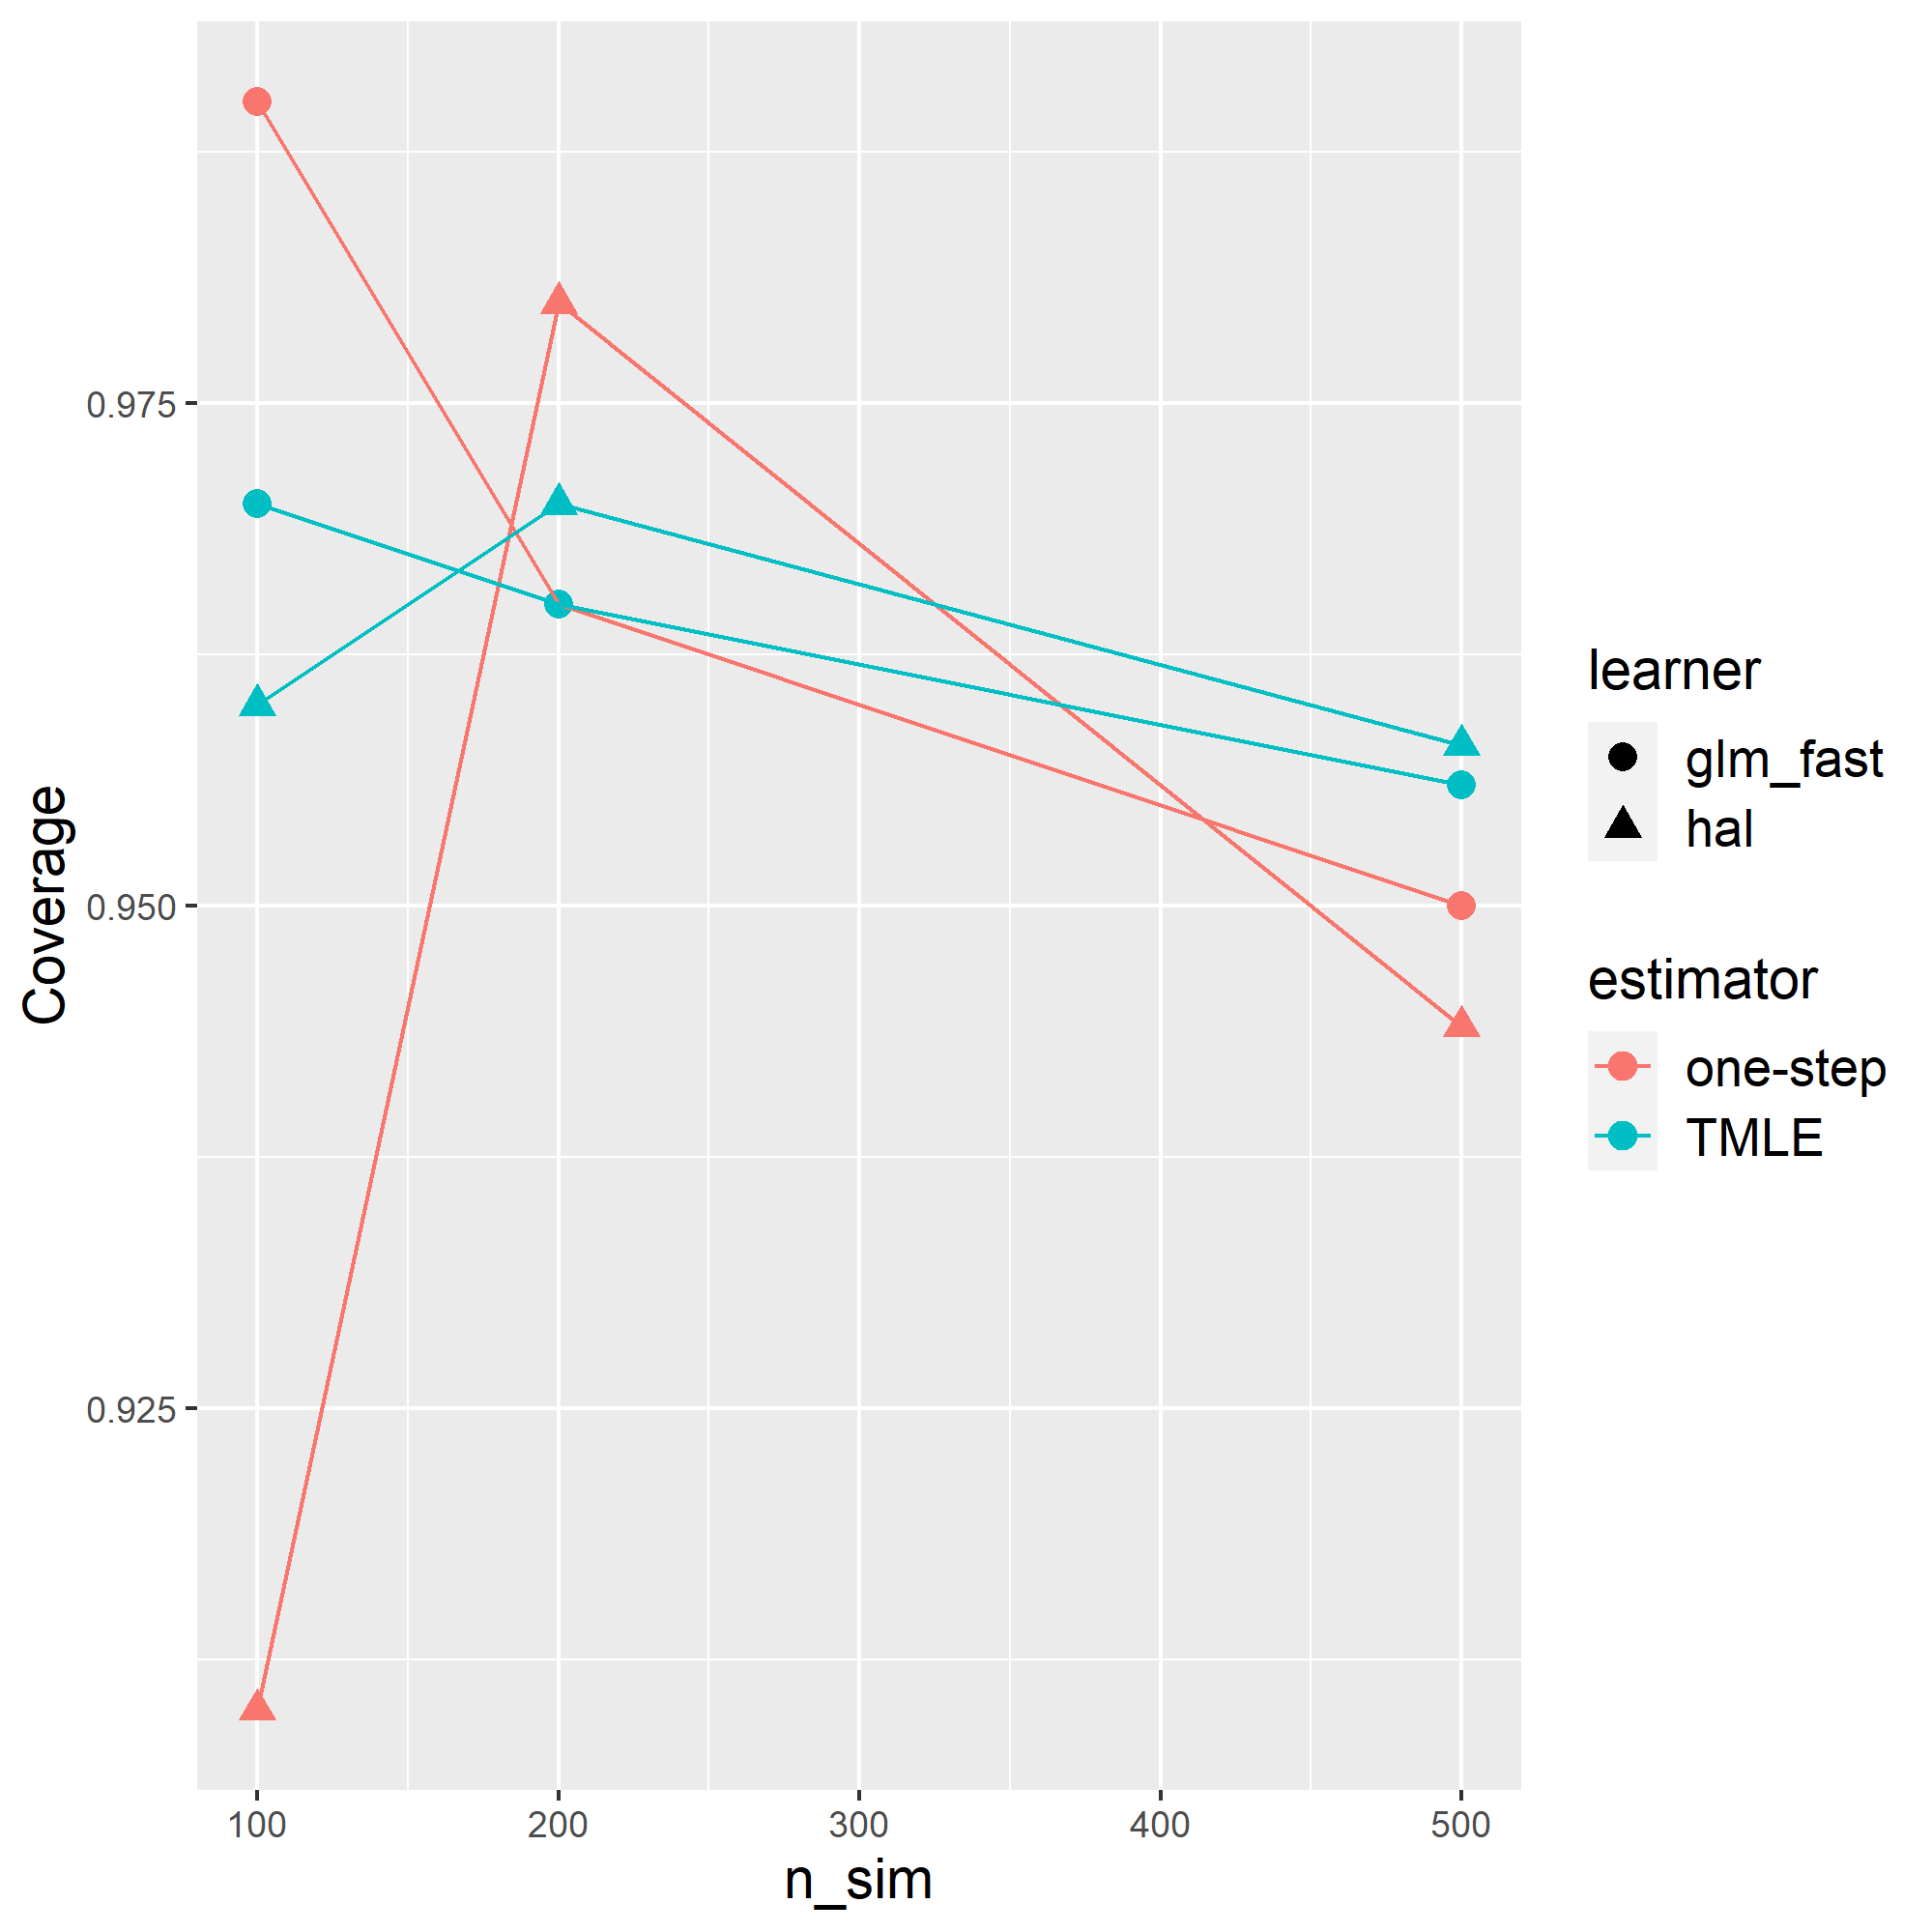 Coverage
0.975
0.950
0.925
100
200
300
400
500
n_sim
learner
glm_fast
hal
estimator
one-step
TMLE